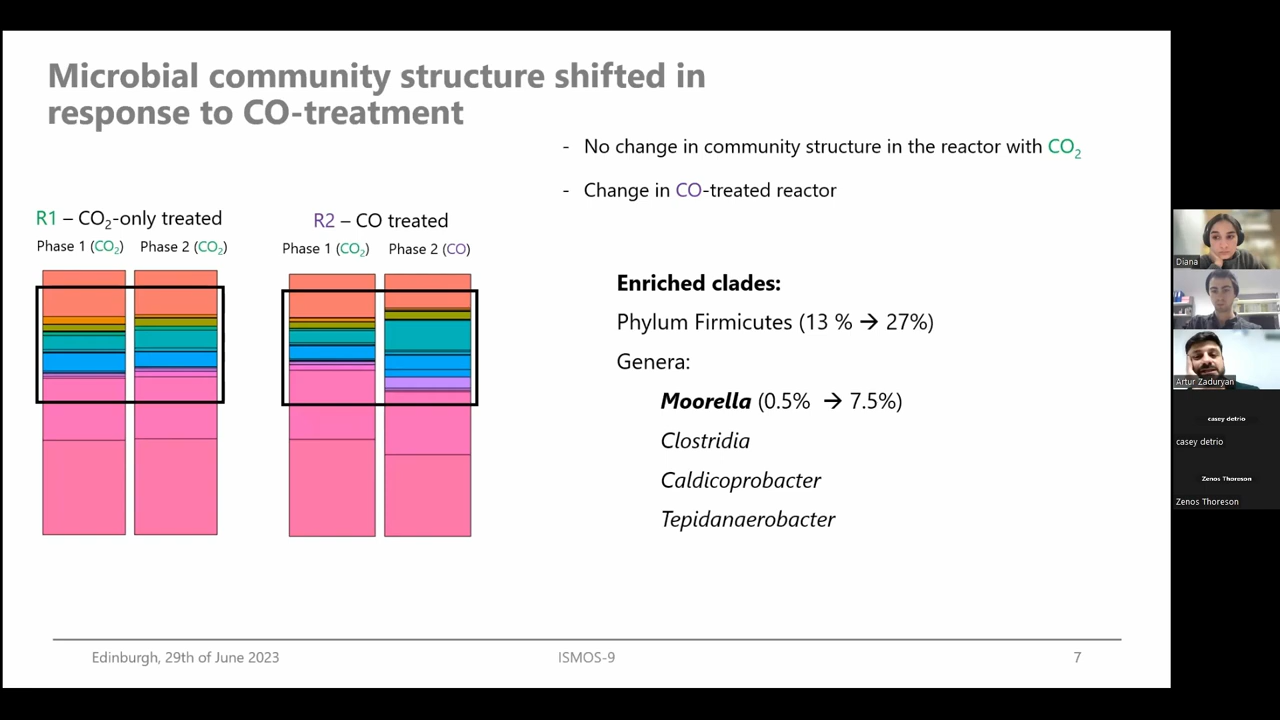 Microbial community structure shifted in
response to CO-treatment
- No change in community structure in the reactor with CO₂
- Change in CO-treated reactor
R1 – CO₂-only treated
Phase 1 (CO₂) Phase 2 (CO₂)
R2 – CO treated
Phase 1 (CO₂) Phase 2 (CO)
Enriched clades:
Phylum Firmicutes (13 % → 27%)
Genera:
Moorella (0.5% → 7.5%)
Clostridia
Caldicoprobacter
Tepidanaerobacter
Edinburgh, 29th of June 2023
ISMOS-9
7
Diana
Artur Zaduryan
casey detrio
casey detrio
Zenos Thoreson
Zenos Thoreson